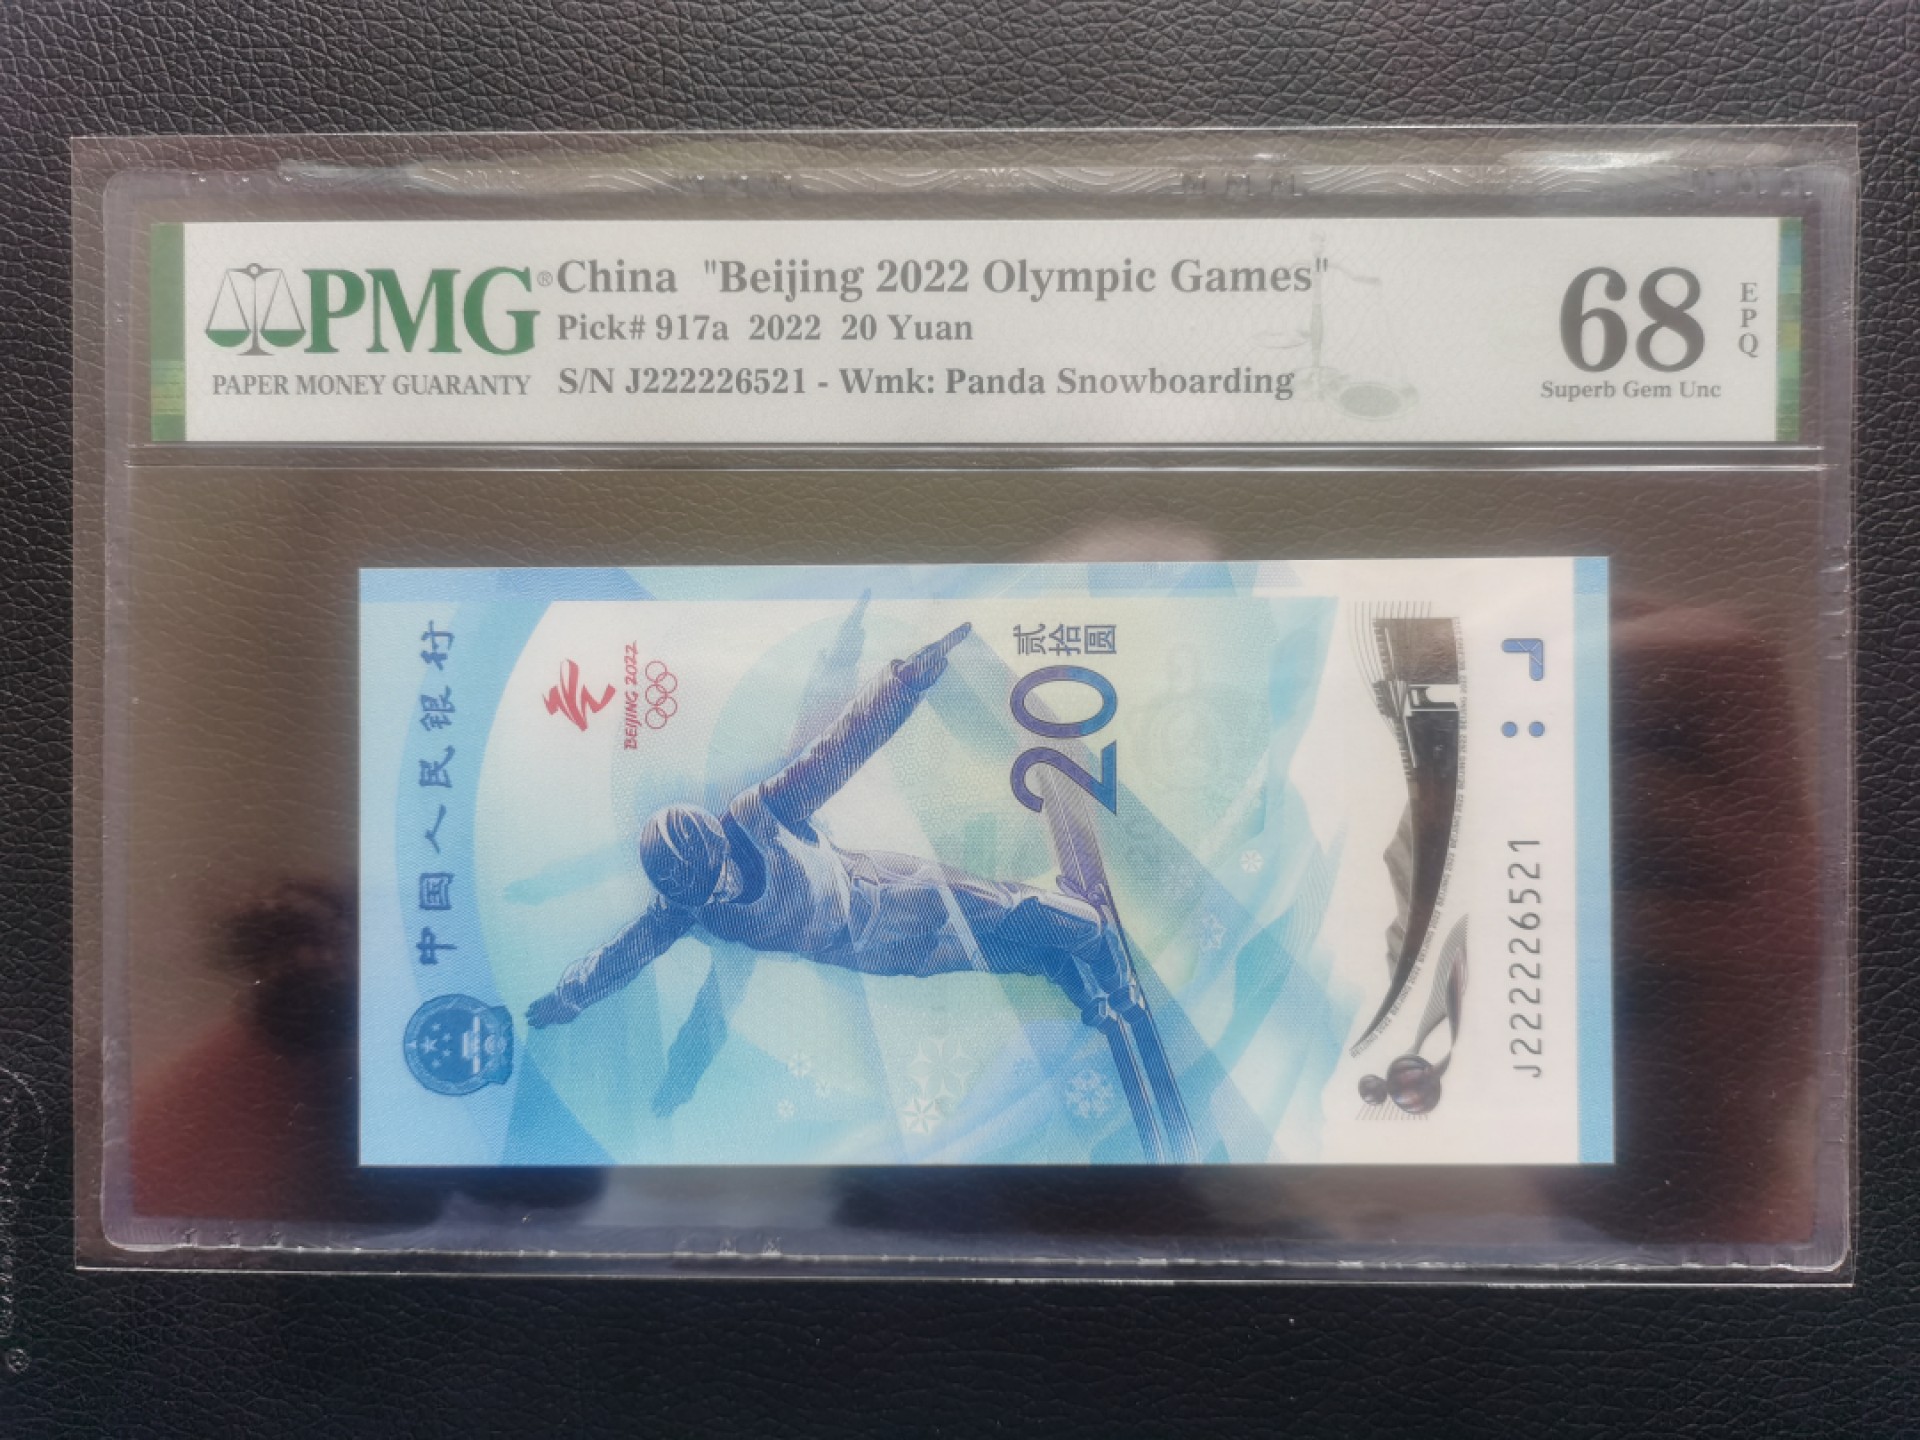 PMG®
PAPER MONEY GUARANTY
China "Beijing 2022 Olympic Games"
Pick# 917a 2022 20 Yuan
S/N J222226521 - Wmk: Panda Snowboarding
68
EPQ
Superb Gem Unc
中国人民银行
BEIJING 2022
贰拾圆
20
J222226521